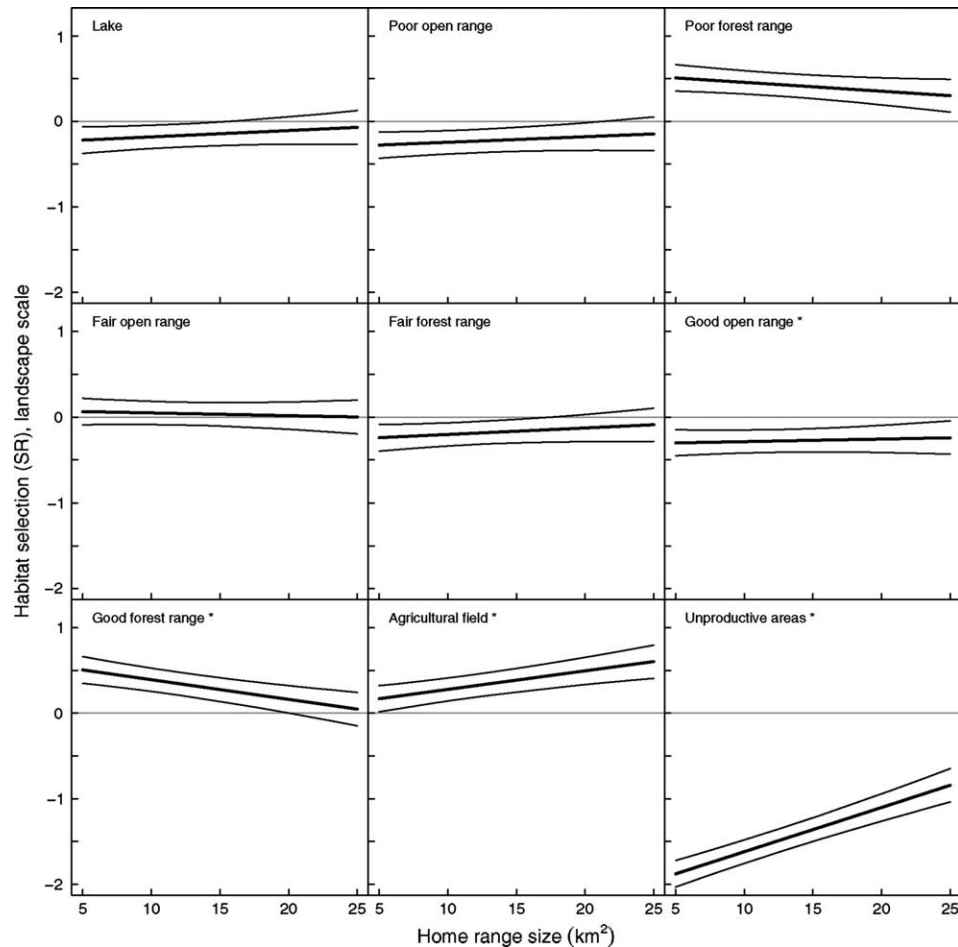 Lake
Poor open range
Poor forest range
1
0
−1
−2
Fair open range
Fair forest range
Good open range *
1
0
−1
−2
Good forest range *
Agricultural field *
Unproductive areas *
1
0
−1
−2
5 10 15 20 25
5 10 15 20 25
5 10 15 20 25
Habitat selection (SR), landscape scale
Home range size (km²)